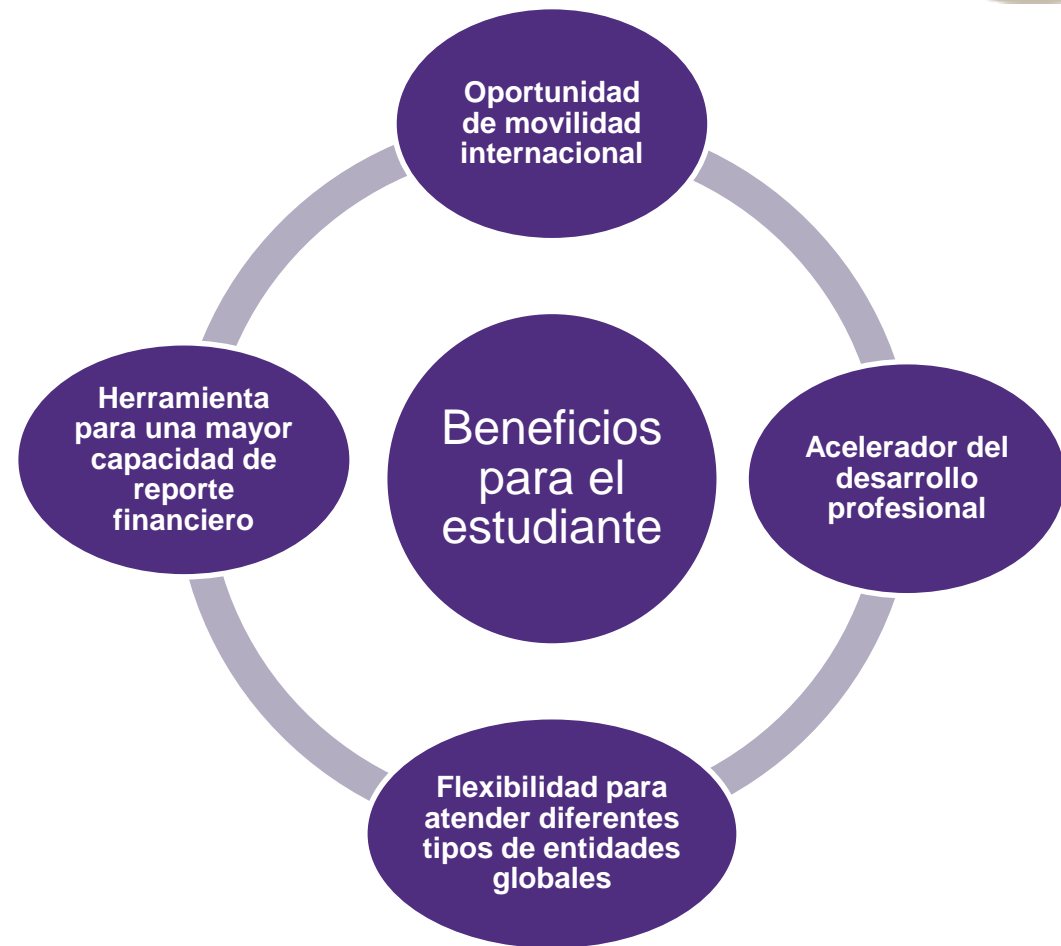 Oportunidad
de movilidad
internacional
Herramienta
para una mayor
capacidad de
reporte
financiero
Beneficios
para el
estudiante
Acelerador del
desarrollo
profesional
Flexibilidad para
atender diferentes
tipos de entidades
globales